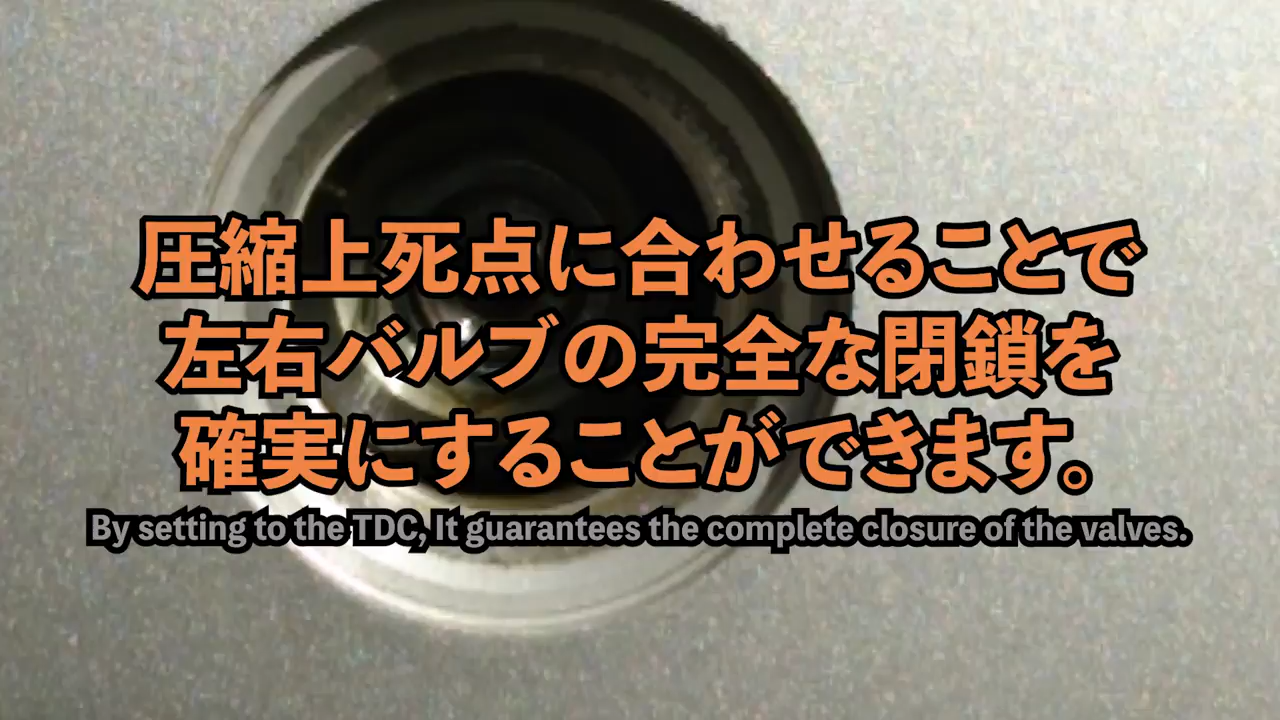 圧縮上死点に合わせることで
左右バルブの完全な閉鎖を
確実にすることができます。
By setting to the TDC, It guarantees the complete closure of the valves.